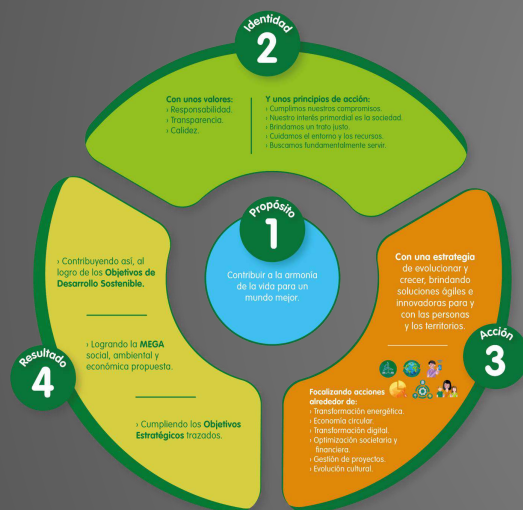 Identidad
2
Con unos valores:
› Responsabilidad.
› Transparencia.
› Calidez.
Y unos principios de acción:
› Cumplimos nuestros compromisos.
› Nuestro interés primordial es la sociedad.
› Brindamos un trato justo.
› Cuidamos el entorno y los recursos.
› Buscamos fundamentalmente servir.
Propósito
1
Contribuir a la armonía
de la vida para un
mundo mejor.
Con una estrategia
de evolucionar y
crecer, brindando
soluciones ágiles e
innovadoras para y
con las personas
y los territorios.
Acción
3
Focalizando acciones
alrededor de:
› Transformación energética.
› Economía circular.
› Transformación digital.
› Optimización societaria y
financiera.
› Gestión de proyectos.
› Evolución cultural.
› Contribuyendo así, al
logro de los Objetivos de
Desarrollo Sostenible.
› Logrando la MEGA
social, ambiental y
económica propuesta.
Resultado
4
› Cumpliendo los Objetivos
Estratégicos trazados.